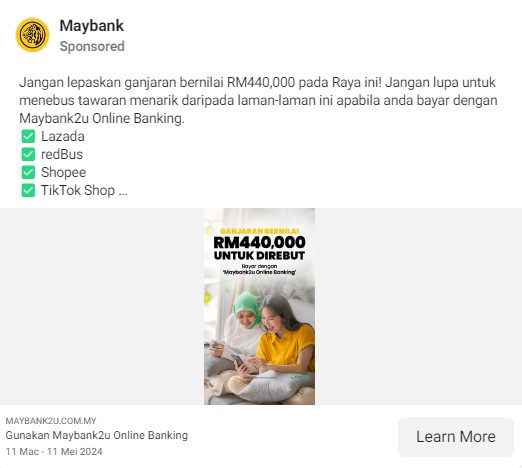 Maybank
Sponsored
Jangan lepaskan ganjaran bernilai RM440,000 pada Raya ini! Jangan lupa untuk
menebus tawaran menarik daripada laman-laman ini apabila anda bayar dengan
Maybank2u Online Banking.
✅ Lazada
✅ redBus
✅ Shopee
✅ TikTok Shop ...
GANJARAN BERNILAI
RM440,000
UNTUK DIREBUT
Bayar dengan
'Maybank2u Online Banking'
MAYBANK2U.COM.MY
Gunakan Maybank2u Online Banking
11 Mac - 11 Mei 2024
Learn More